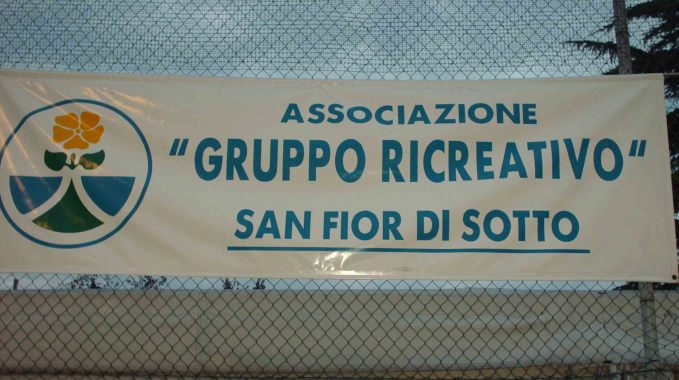 ASSOCIAZIONE
"GRUPPO RICREATIVO"
SAN FIOR DI SOTTO